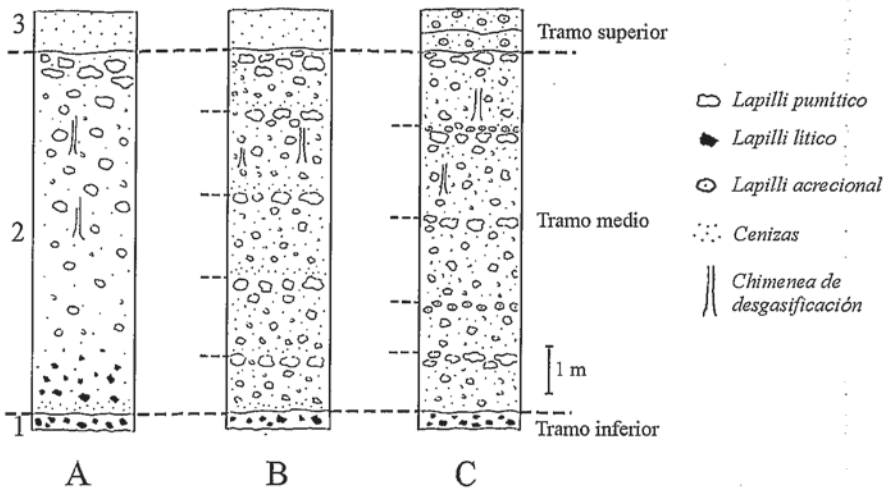 3
Tramo superior
Lapilli pumítico
Lapilli lítico
Lapilli acrecional
2
Tramo medio
Cenizas
Chimenea de
desgasificación
1 m
1
Tramo inferior
A
B
C